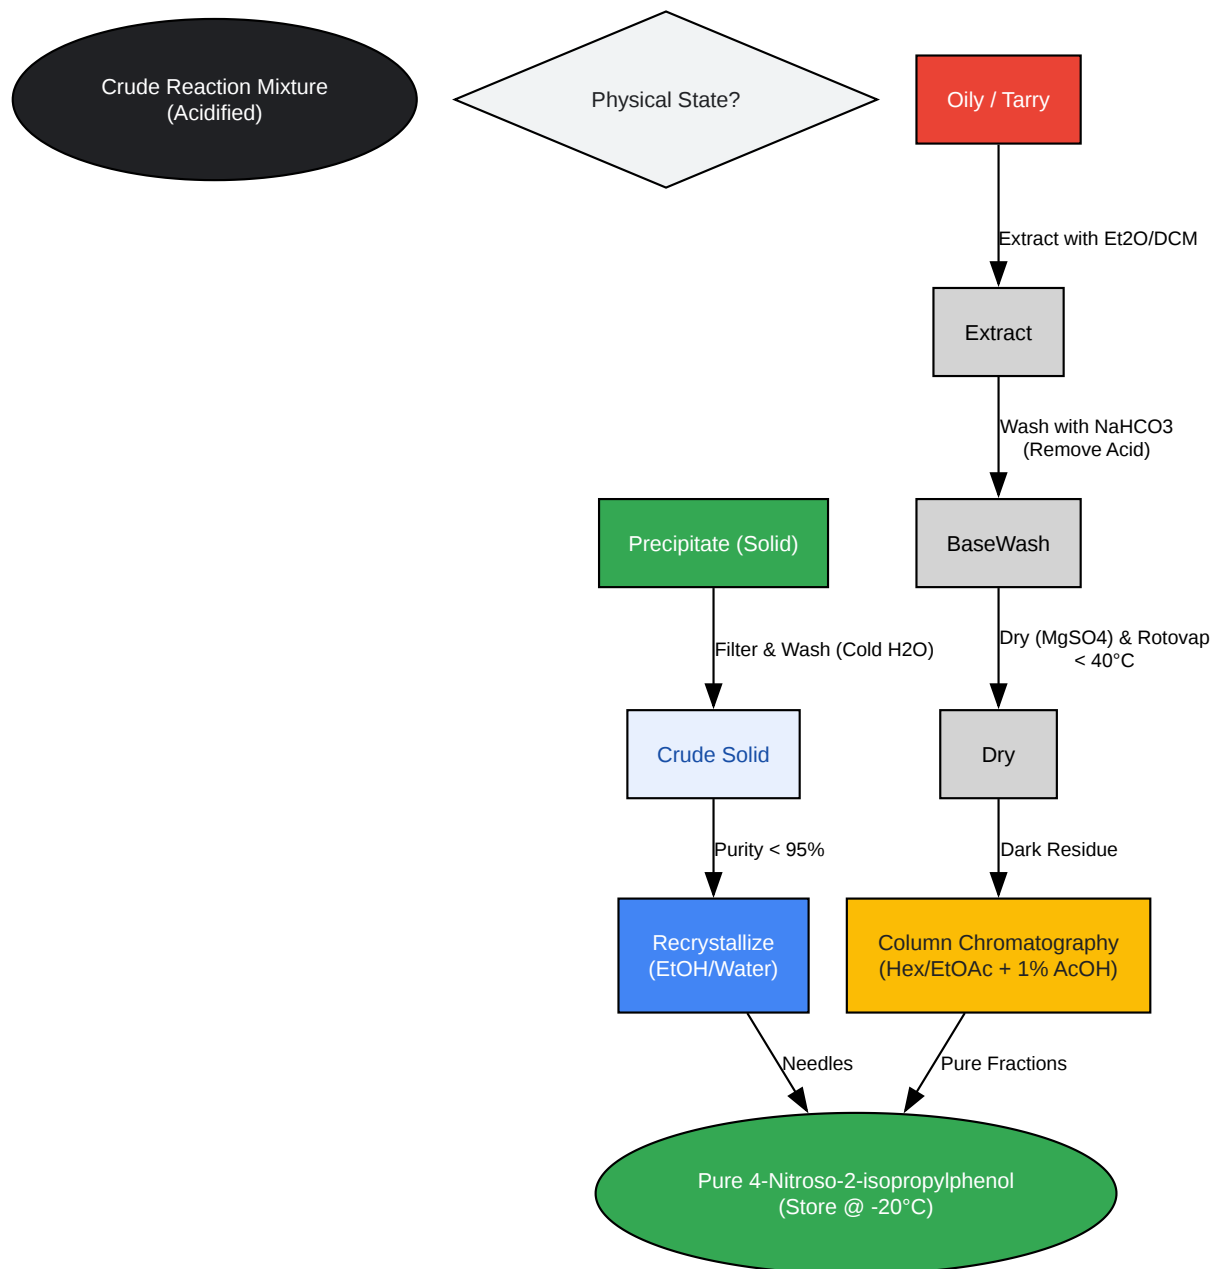 Crude Reaction Mixture
(Acidified)
Physical State?
Oily / Tarry
Extract with Et2O/DCM
Extract
Wash with NaHCO3
(Remove Acid)
Precipitate (Solid)
BaseWash
Filter & Wash (Cold H2O)
Dry (MgSO4) & Rotovap
< 40°C
Crude Solid
Dry
Purity < 95%
Dark Residue
Recrystallize
(EtOH/Water)
Column Chromatography
(Hex/EtOAc + 1% AcOH)
Needles
Pure Fractions
Pure 4-Nitroso-2-isopropylphenol
(Store @ -20°C)